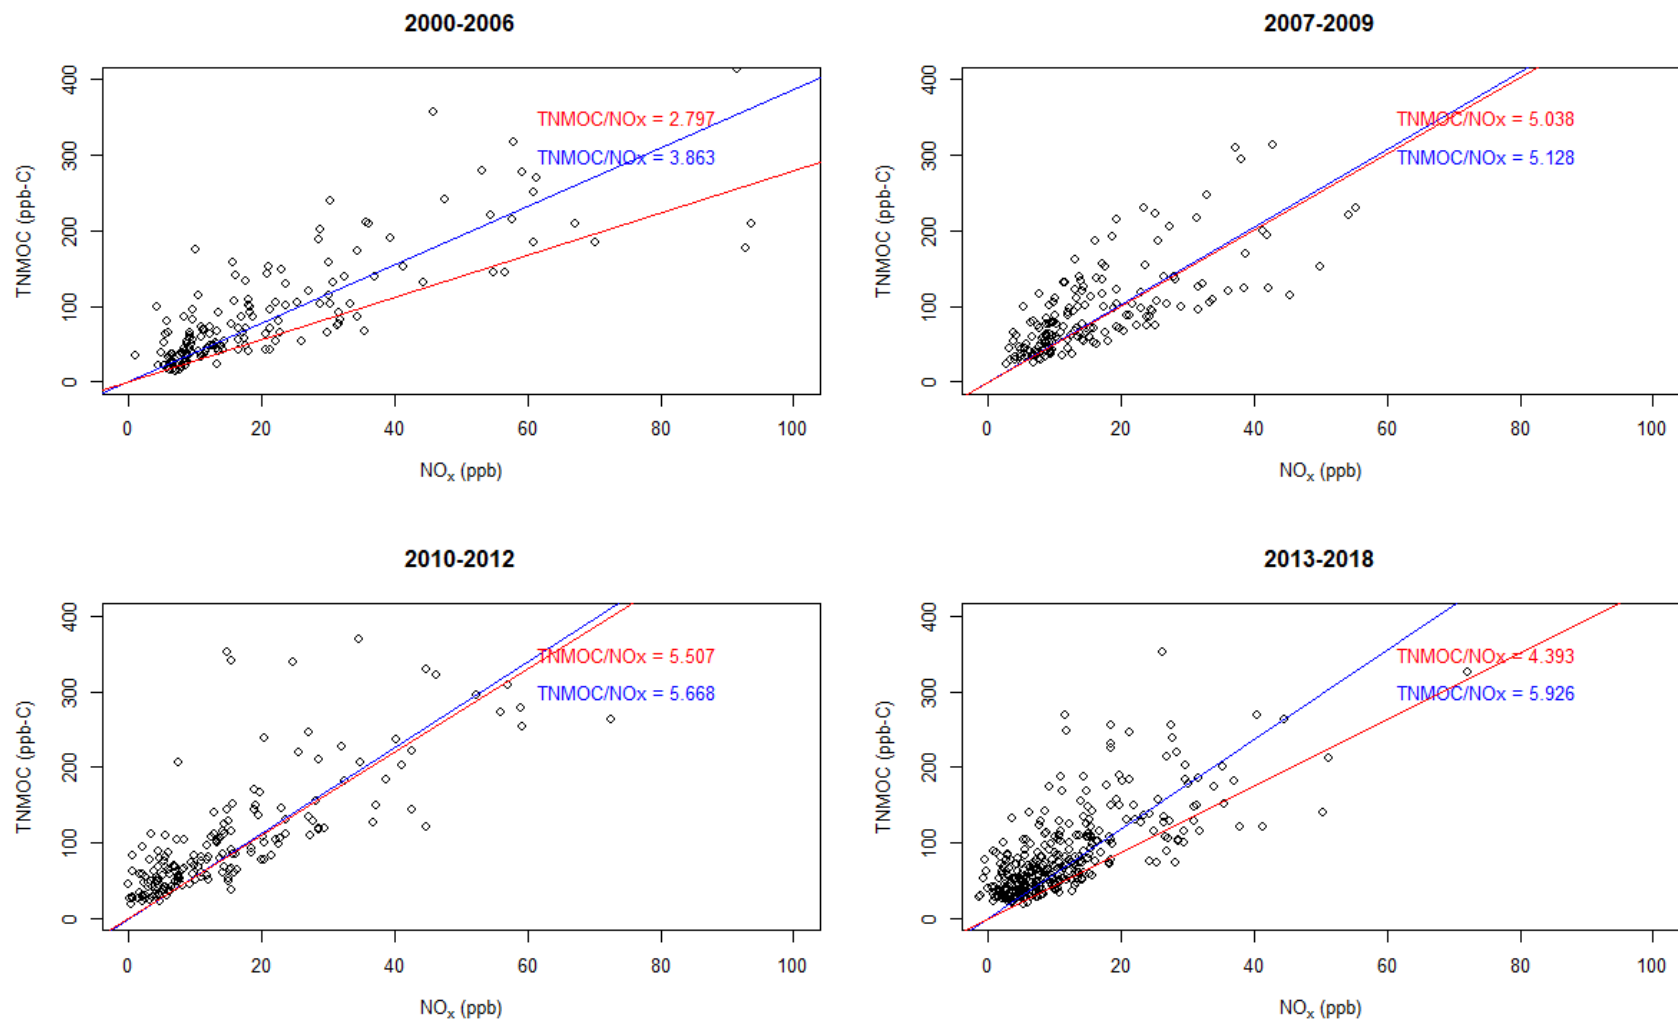 2000-2006
TNMOC (ppb-C)
400
300
200
100
0
TNMOC/NOx = 2.797
TNMOC/NOx = 3.863
0 20 40 60 80 100
NOx (ppb)
2007-2009
TNMOC (ppb-C)
400
300
200
100
0
TNMOC/NOx = 5.038
TNMOC/NOx = 5.128
0 20 40 60 80 100
NOx (ppb)
2010-2012
TNMOC (ppb-C)
400
300
200
100
0
TNMOC/NOx = 5.507
TNMOC/NOx = 5.668
0 20 40 60 80 100
NOx (ppb)
2013-2018
TNMOC (ppb-C)
400
300
200
100
0
TNMOC/NOx = 4.393
TNMOC/NOx = 5.926
0 20 40 60 80 100
NOx (ppb)